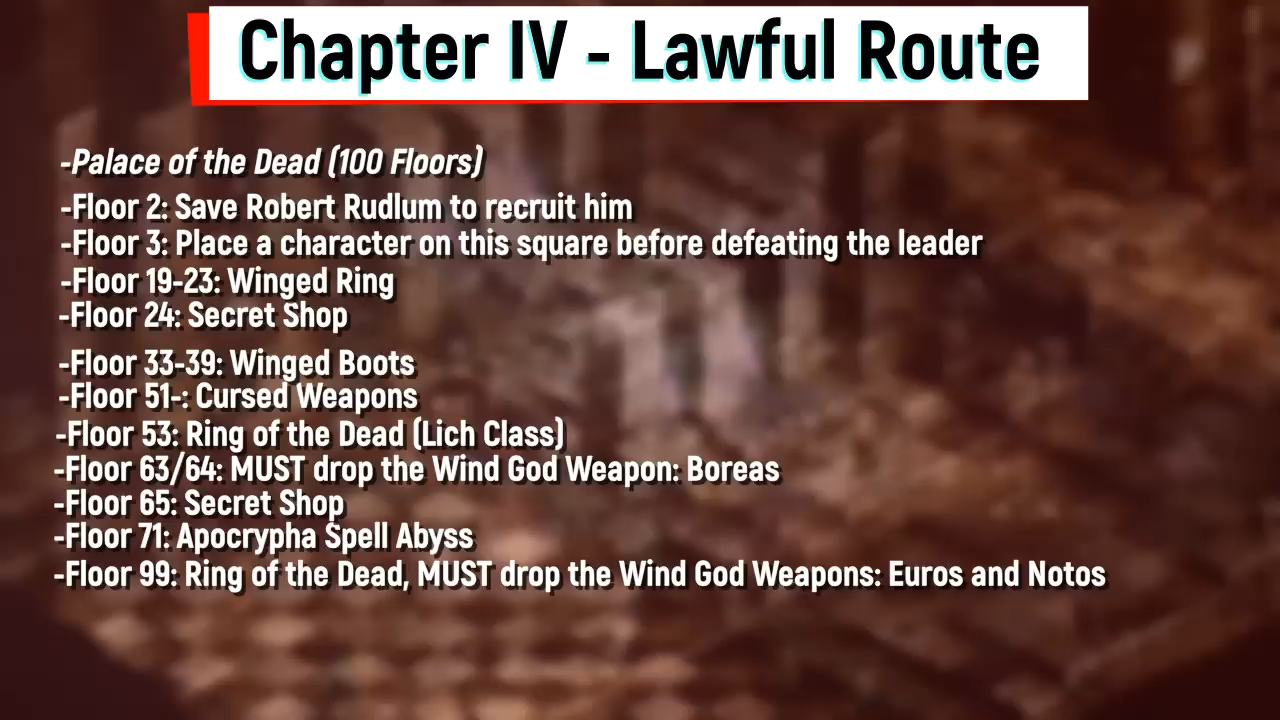 Chapter IV - Lawful Route
-Palace of the Dead (100 Floors)
-Floor 2: Save Robert Rudlum to recruit him
-Floor 3: Place a character on this square before defeating the leader
-Floor 19-23: Winged Ring
-Floor 24: Secret Shop
-Floor 33-39: Winged Boots
-Floor 51-: Cursed Weapons
-Floor 53: Ring of the Dead (Lich Class)
-Floor 63/64: MUST drop the Wind God Weapon: Boreas
-Floor 65: Secret Shop
-Floor 71: Apocrypha Spell Abyss
-Floor 99: Ring of the Dead, MUST drop the Wind God Weapons: Euros and Notos